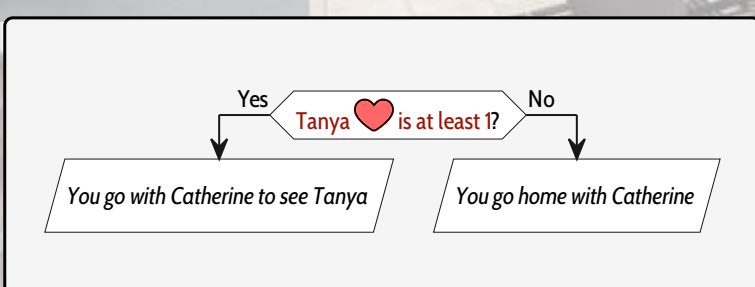 Yes
No
Tanya is at least 1?
You go with Catherine to see Tanya
You go home with Catherine